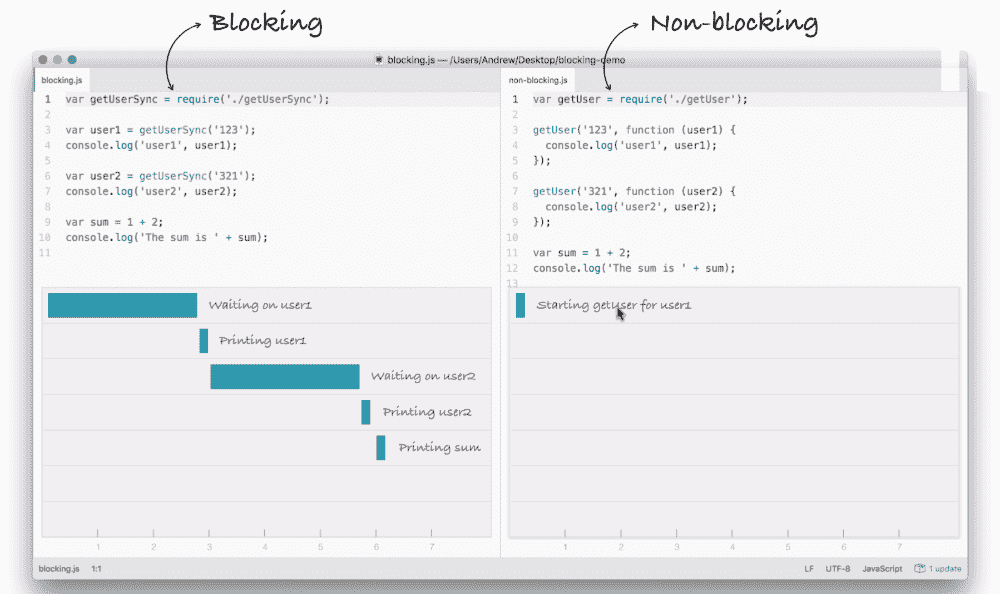 Blocking
Non-blocking
blocking.js — /Users/Andrew/Desktop/blocking-demo
blocking.js
1 var getUserSync = require('./getUserSync');
2
3 var user1 = getUserSync('123');
4 console.log('user1', user1);
5
6 var user2 = getUserSync('321');
7 console.log('user2', user2);
8
9 var sum = 1 + 2;
10 console.log('The sum is ' + sum);
11
Waiting on user1
Printing user1
Waiting on user2
Printing user2
Printing sum
1 2 3 4 5 6 7
non-blocking.js
1 var getUser = require('./getUser');
2
3 getUser('123', function (user1) {
4 console.log('user1', user1);
5 });
6
7 getUser('321', function (user2) {
8 console.log('user2', user2);
9 });
10
11 var sum = 1 + 2;
12 console.log('The sum is ' + sum);
13
Starting getUser for user1
1 2 3 4 5 6 7
blocking.js 1:1
LF UTF-8 JavaScript 1 update